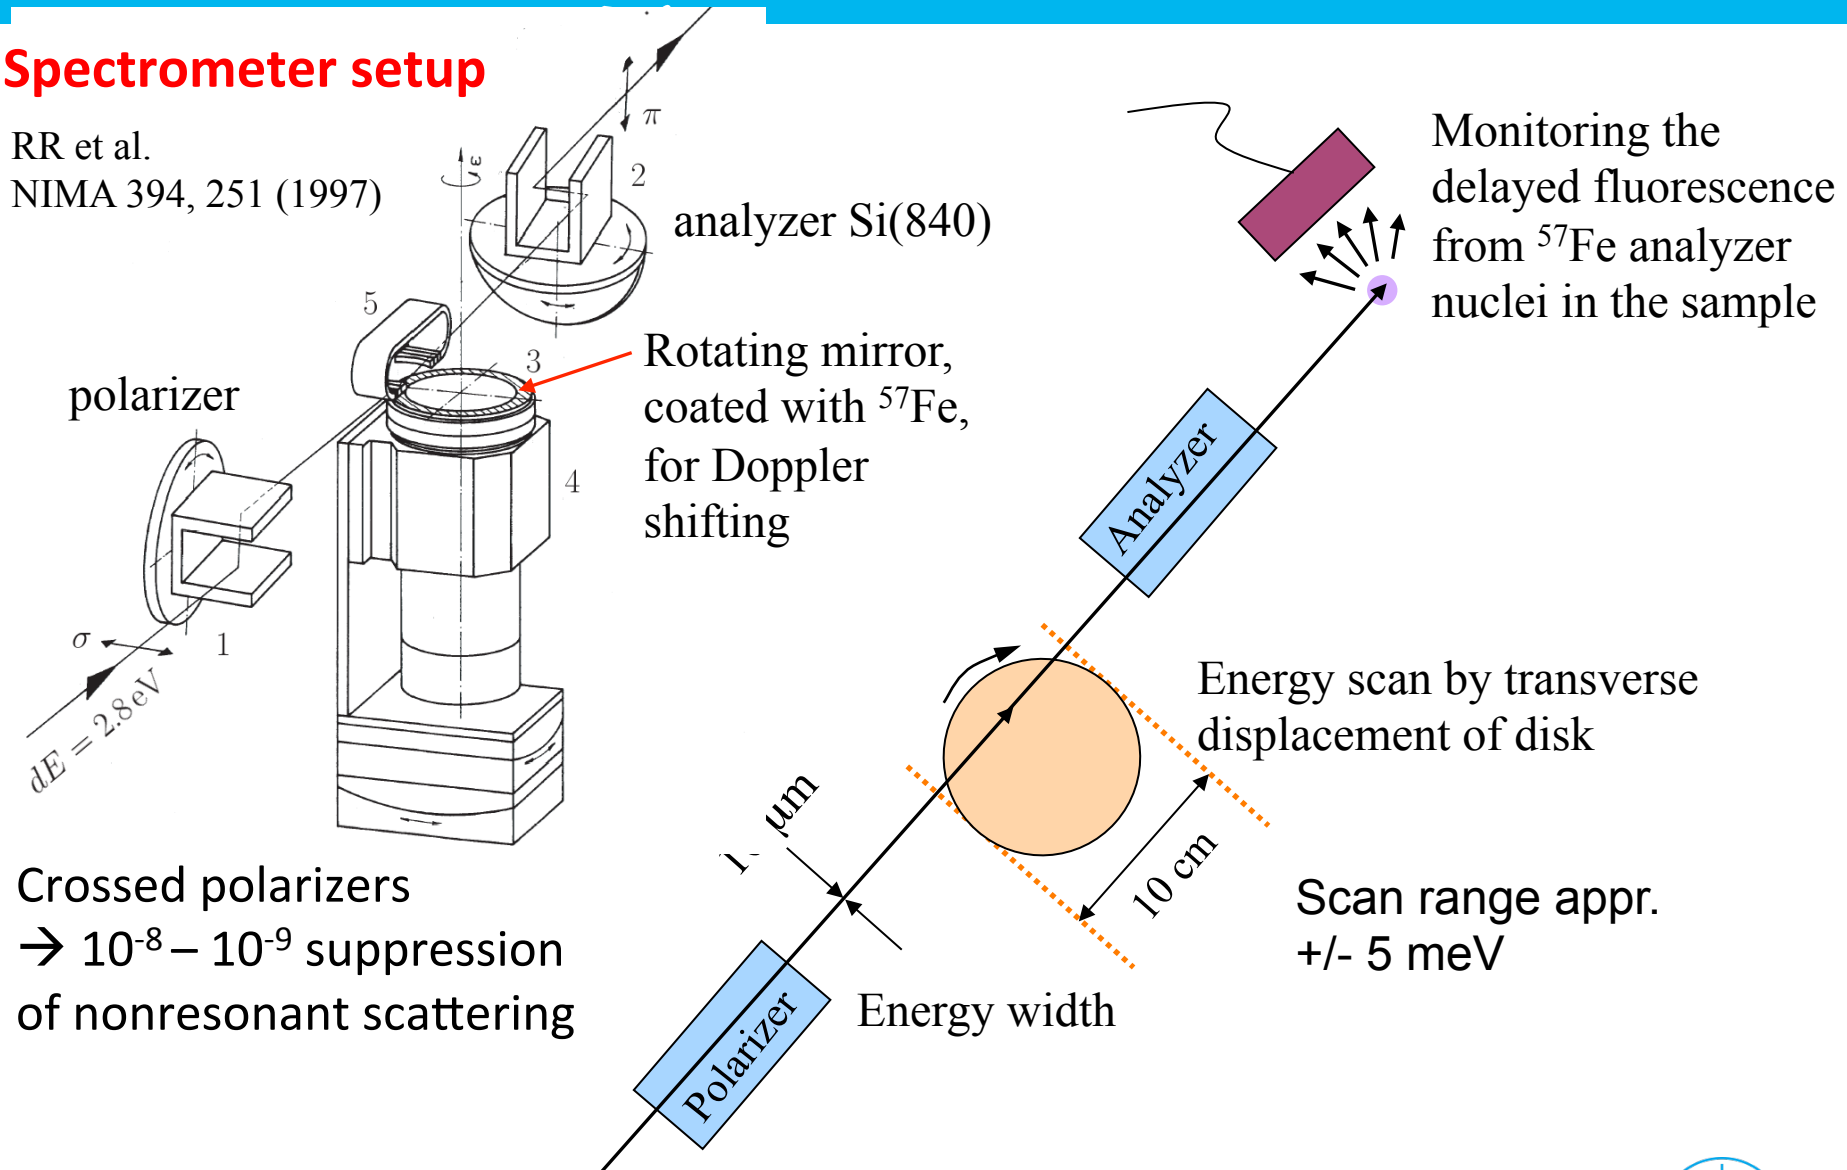 Spectrometer setup
RR et al.
NIMA 394, 251 (1997)
π
ε
2
analyzer Si(840)
5
3
polarizer
Rotating mirror,
coated with ⁵⁷Fe,
for Doppler
shifting
4
σ
1
dE = 2.8eV
Crossed polarizers
→ 10⁻⁸ – 10⁻⁹ suppression
of nonresonant scattering
Monitoring the
delayed fluorescence
from ⁵⁷Fe analyzer
nuclei in the sample
Analyzer
Energy scan by transverse
displacement of disk
µm
10 cm
Scan range appr.
+/- 5 meV
Energy width
Polarizer